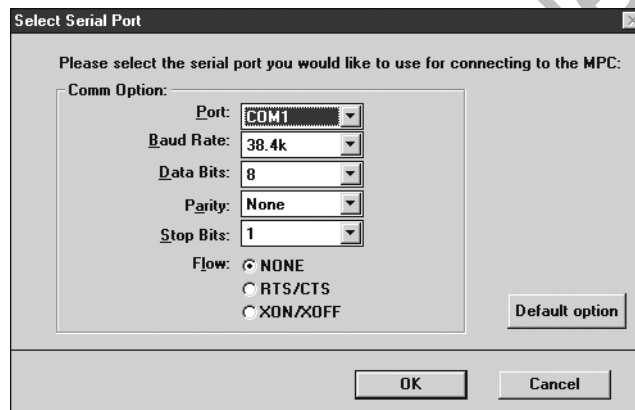 Select Serial Port
Please select the serial port you would like to use for connecting to the MPC:
Comm Option:
Port: COM1
Baud Rate: 38.4k
Data Bits: 8
Parity: None
Stop Bits: 1
Flow: NONE
RTS/CTS
XON/XOFF
Default option
OK Cancel